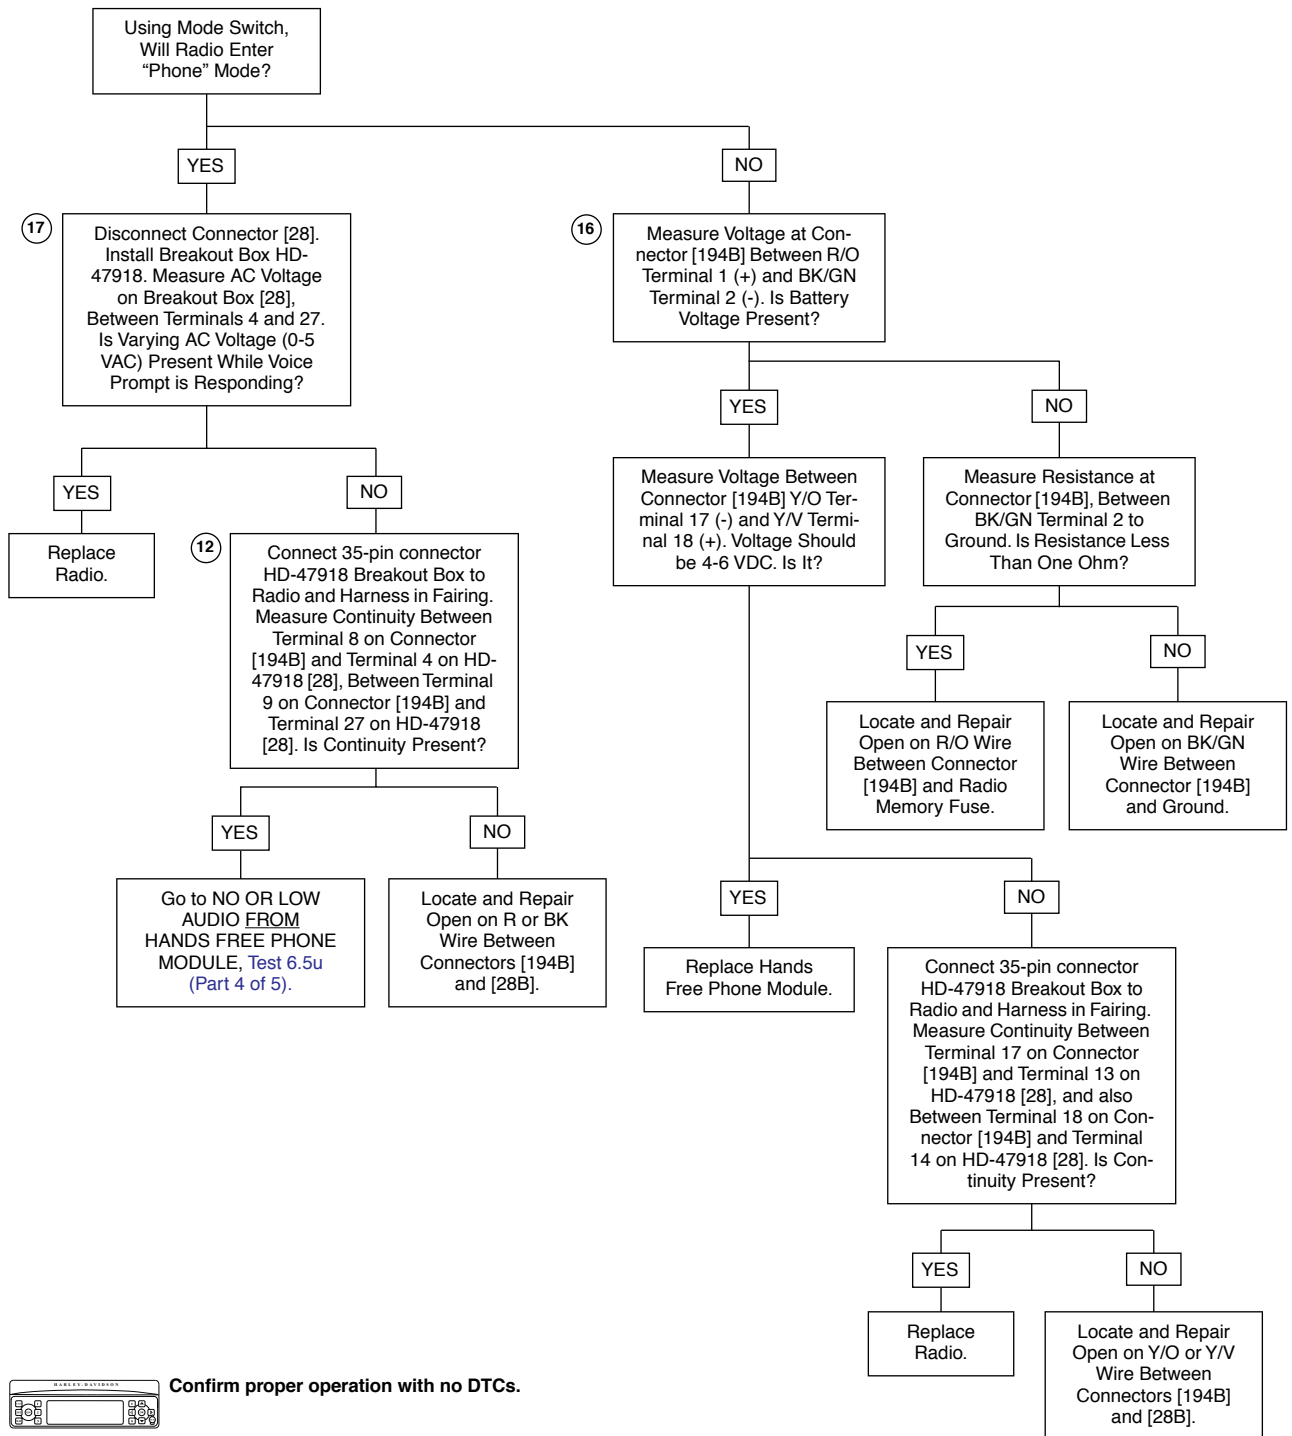 Using Mode Switch,
Will Radio Enter
“Phone” Mode?
YES
NO
17
Disconnect Connector [28].
Install Breakout Box HD-
47918. Measure AC Voltage
on Breakout Box [28],
Between Terminals 4 and 27.
Is Varying AC Voltage (0-5
VAC) Present While Voice
Prompt is Responding?
16
Measure Voltage at Con-
nector [194B] Between R/O
Terminal 1 (+) and BK/GN
Terminal 2 (-). Is Battery
Voltage Present?
YES
NO
YES
NO
Replace
Radio.
12
Connect 35-pin connector
HD-47918 Breakout Box to
Radio and Harness in Fairing.
Measure Continuity Between
Terminal 8 on Connector
[194B] and Terminal 4 on HD-
47918 [28], Between Terminal
9 on Connector [194B] and
Terminal 27 on HD-47918
[28]. Is Continuity Present?
Measure Voltage Between
Connector [194B] Y/O Ter-
minal 17 (-) and Y/V Termi-
nal 18 (+). Voltage Should
be 4-6 VDC. Is It?
Measure Resistance at
Connector [194B], Between
BK/GN Terminal 2 to
Ground. Is Resistance Less
Than One Ohm?
YES
NO
Locate and Repair
Open on R/O Wire
Between Connector
[194B] and Radio
Memory Fuse.
Locate and Repair
Open on BK/GN
Wire Between
Connector [194B]
and Ground.
YES
NO
Go to NO OR LOW
AUDIO FROM
HANDS FREE PHONE
MODULE, Test 6.5u
(Part 4 of 5).
Locate and Repair
Open on R or BK
Wire Between
Connectors [194B]
and [28B].
YES
NO
Replace Hands
Free Phone Module.
Connect 35-pin connector
HD-47918 Breakout Box to
Radio and Harness in Fairing.
Measure Continuity Between
Terminal 17 on Connector
[194B] and Terminal 13 on
HD-47918 [28], and also
Between Terminal 18 on Con-
nector [194B] and Terminal
14 on HD-47918 [28]. Is Con-
tinuity Present?
YES
NO
Replace
Radio.
Locate and Repair
Open on Y/O or Y/V
Wire Between
Connectors [194B]
and [28B].
HARLEY-DAVIDSON
Confirm proper operation with no DTCs.